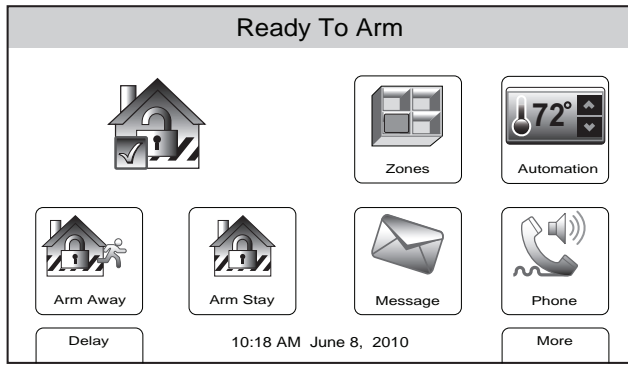 Ready To Arm
72°
Zones
Automation
Arm Away
Arm Stay
Message
Phone
Delay
10:18 AM June 8, 2010
More